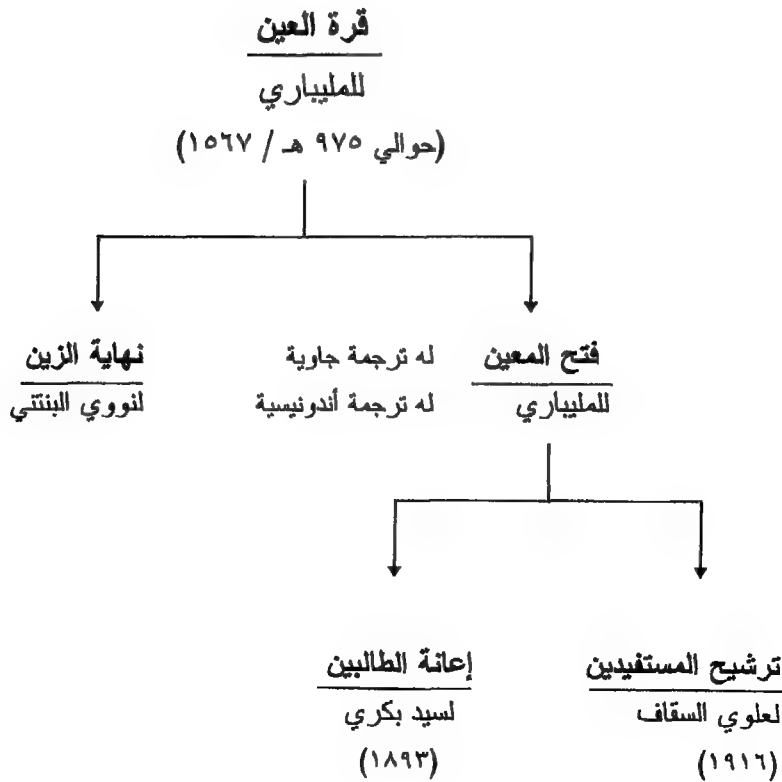 قرة العين
للمليباري
(حوالي ٩٧٥ هـ / ١٥٦٧)
فتح المعين
للمليباري
له ترجمة جاوية
له ترجمة أندونيسية
نهاية الزين
لنووي البنتني
ترشيح المستفيدين
لعلوي السقاف
(١٩١٦)
إعانة الطالبين
لسيد بكري
(١٨٩٣)